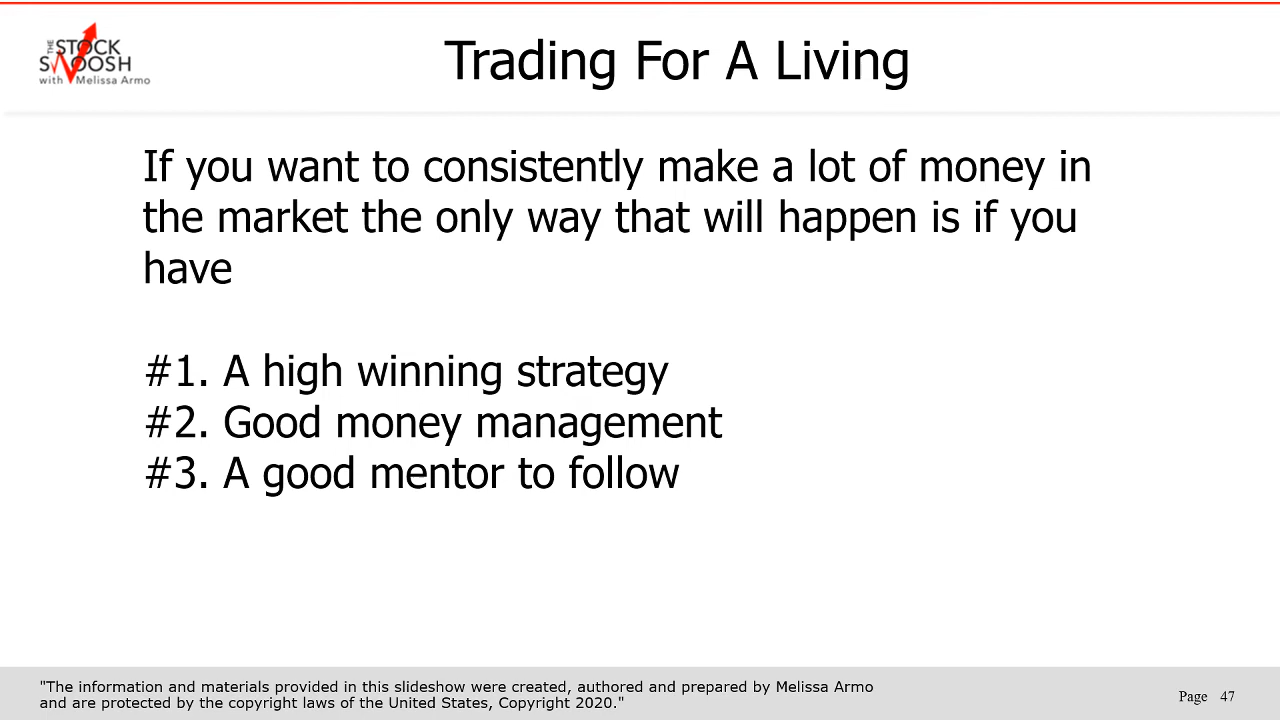 THE
STOCK
SWOOSH
with Melissa Armo
Trading For A Living
If you want to consistently make a lot of money in
the market the only way that will happen is if you
have
#1. A high winning strategy
#2. Good money management
#3. A good mentor to follow
"The information and materials provided in this slideshow were created, authored and prepared by Melissa Armo
and are protected by the copyright laws of the United States, Copyright 2020."
Page 47